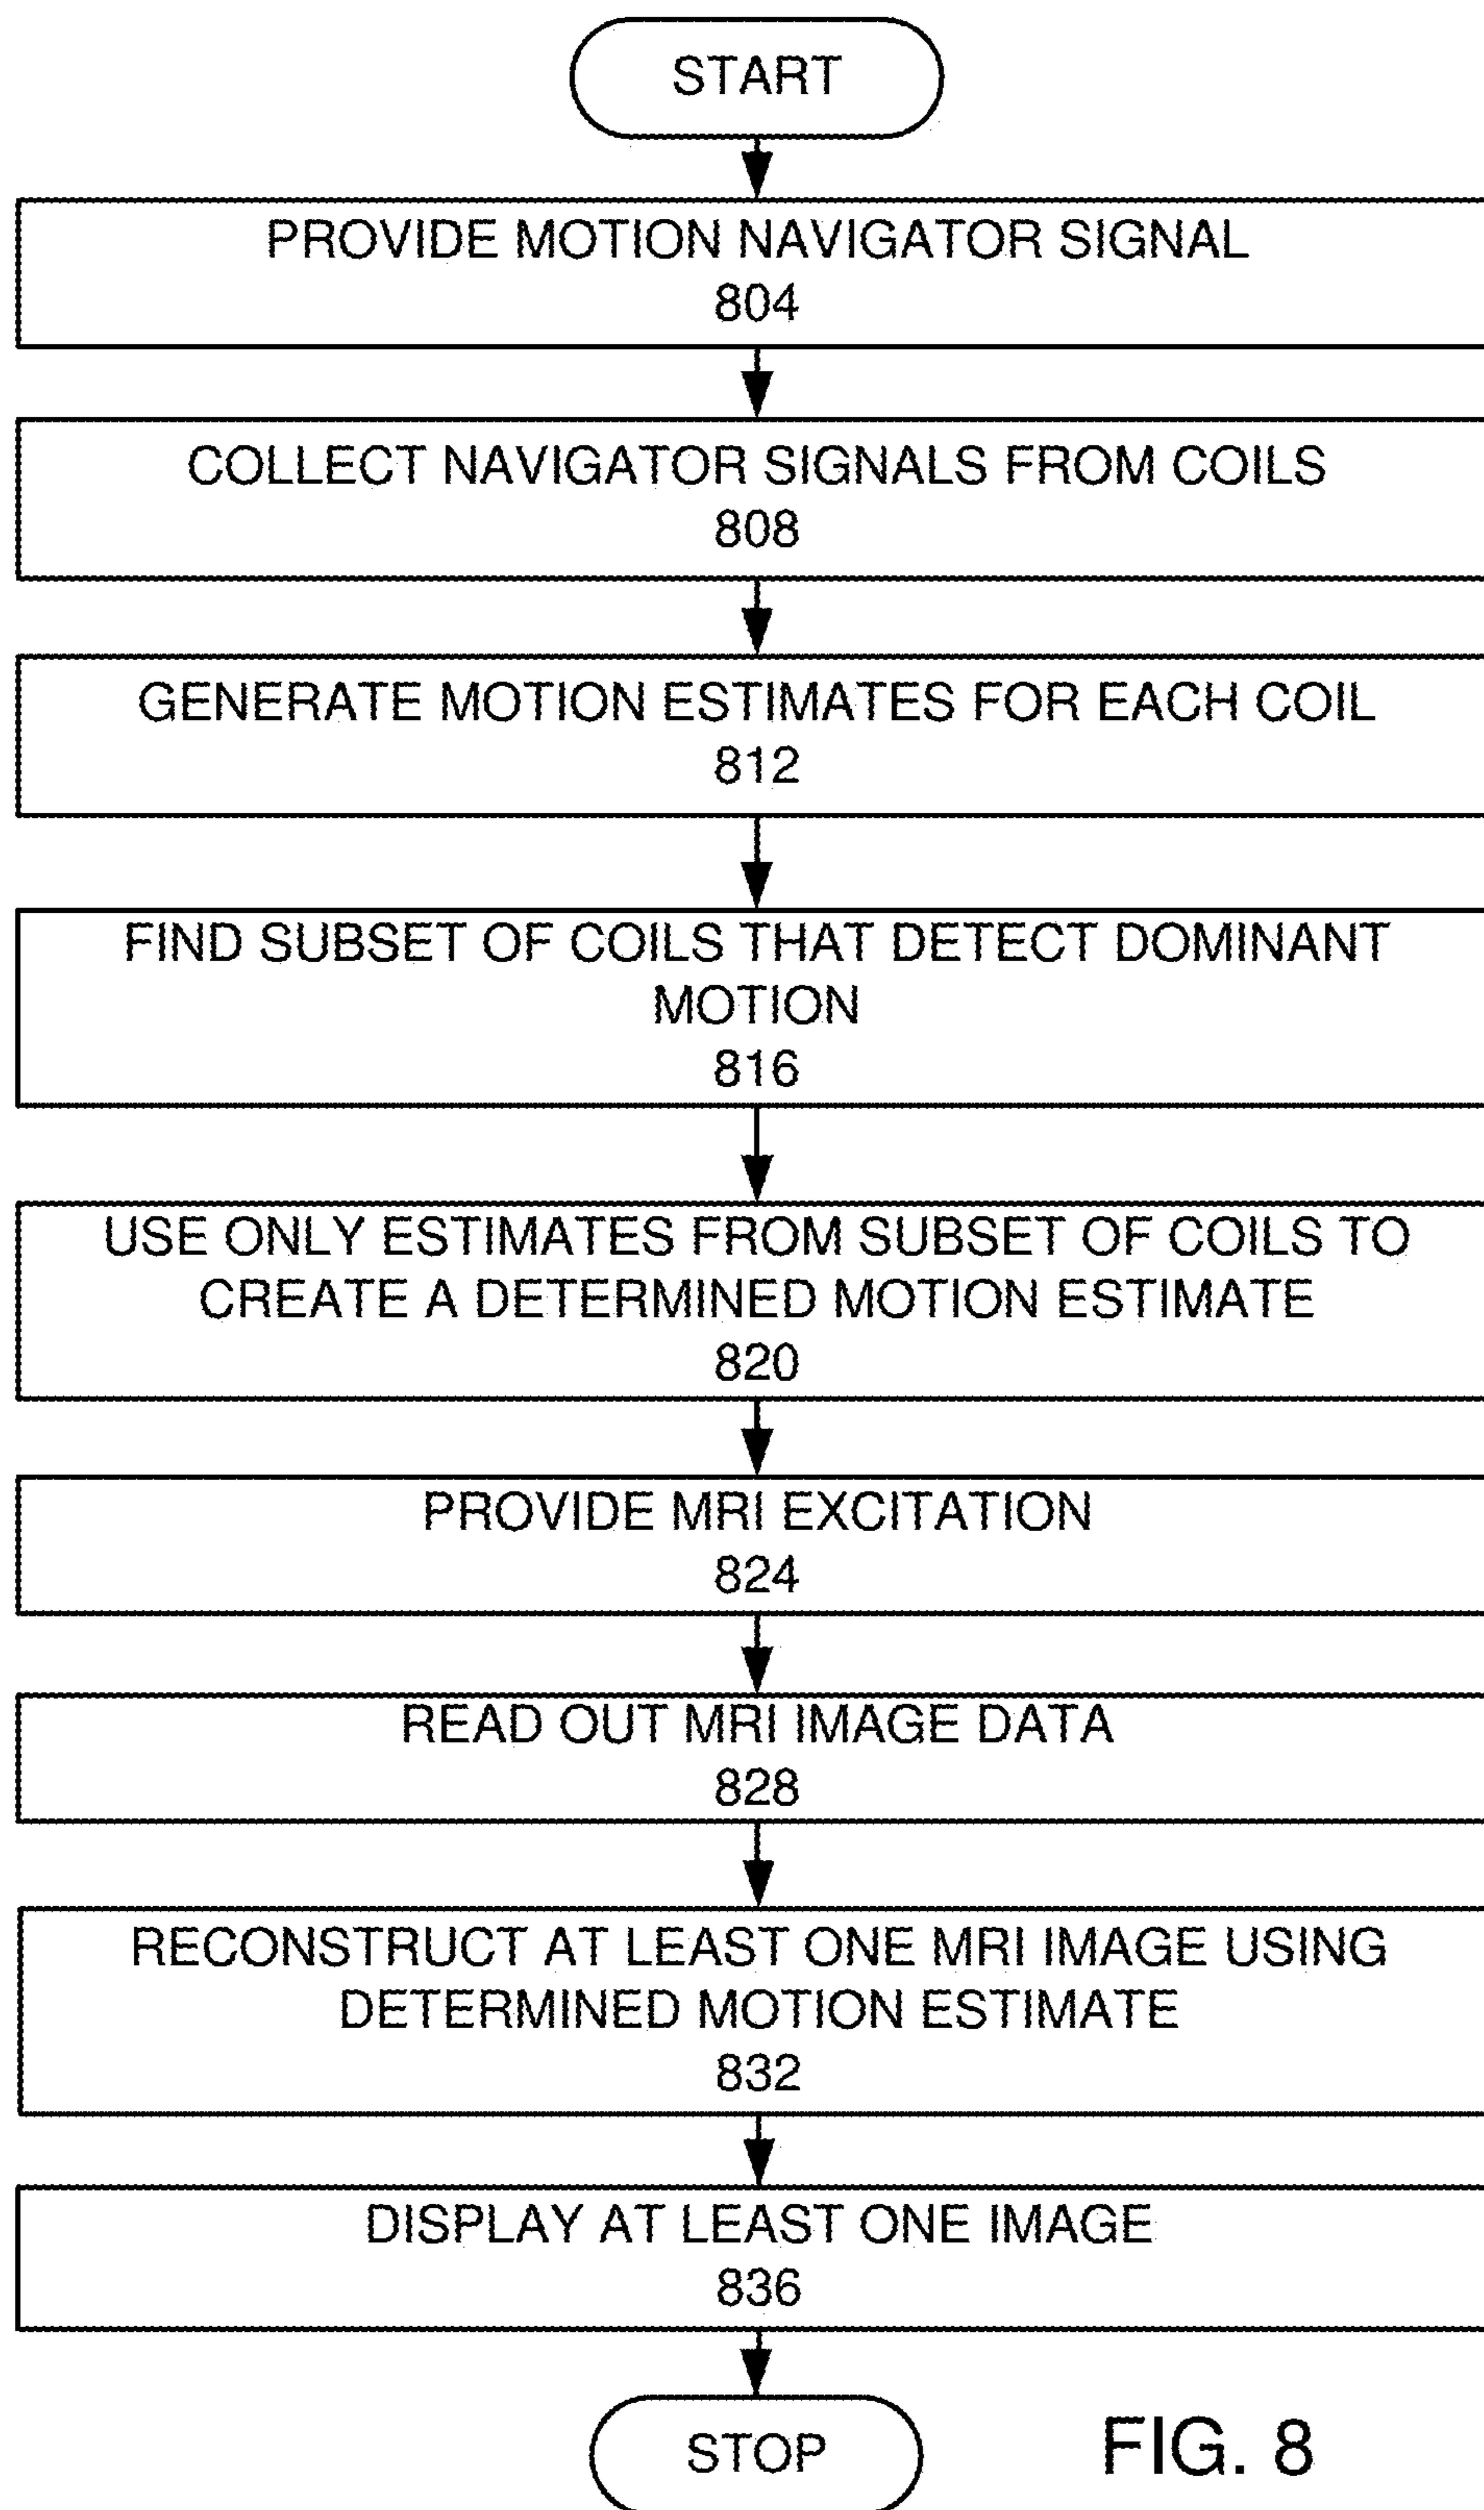 START
PROVIDE MOTION NAVIGATOR SIGNAL
804
COLLECT NAVIGATOR SIGNALS FROM COILS
808
GENERATE MOTION ESTIMATES FOR EACH COIL
812
FIND SUBSET OF COILS THAT DETECT DOMINANT
MOTION
816
USE ONLY ESTIMATES FROM SUBSET OF COILS TO
CREATE A DETERMINED MOTION ESTIMATE
820
PROVIDE MRI EXCITATION
824
READ OUT MRI IMAGE DATA
828
RECONSTRUCT AT LEAST ONE MRI IMAGE USING
DETERMINED MOTION ESTIMATE
832
DISPLAY AT LEAST ONE IMAGE
836
STOP
FIG. 8